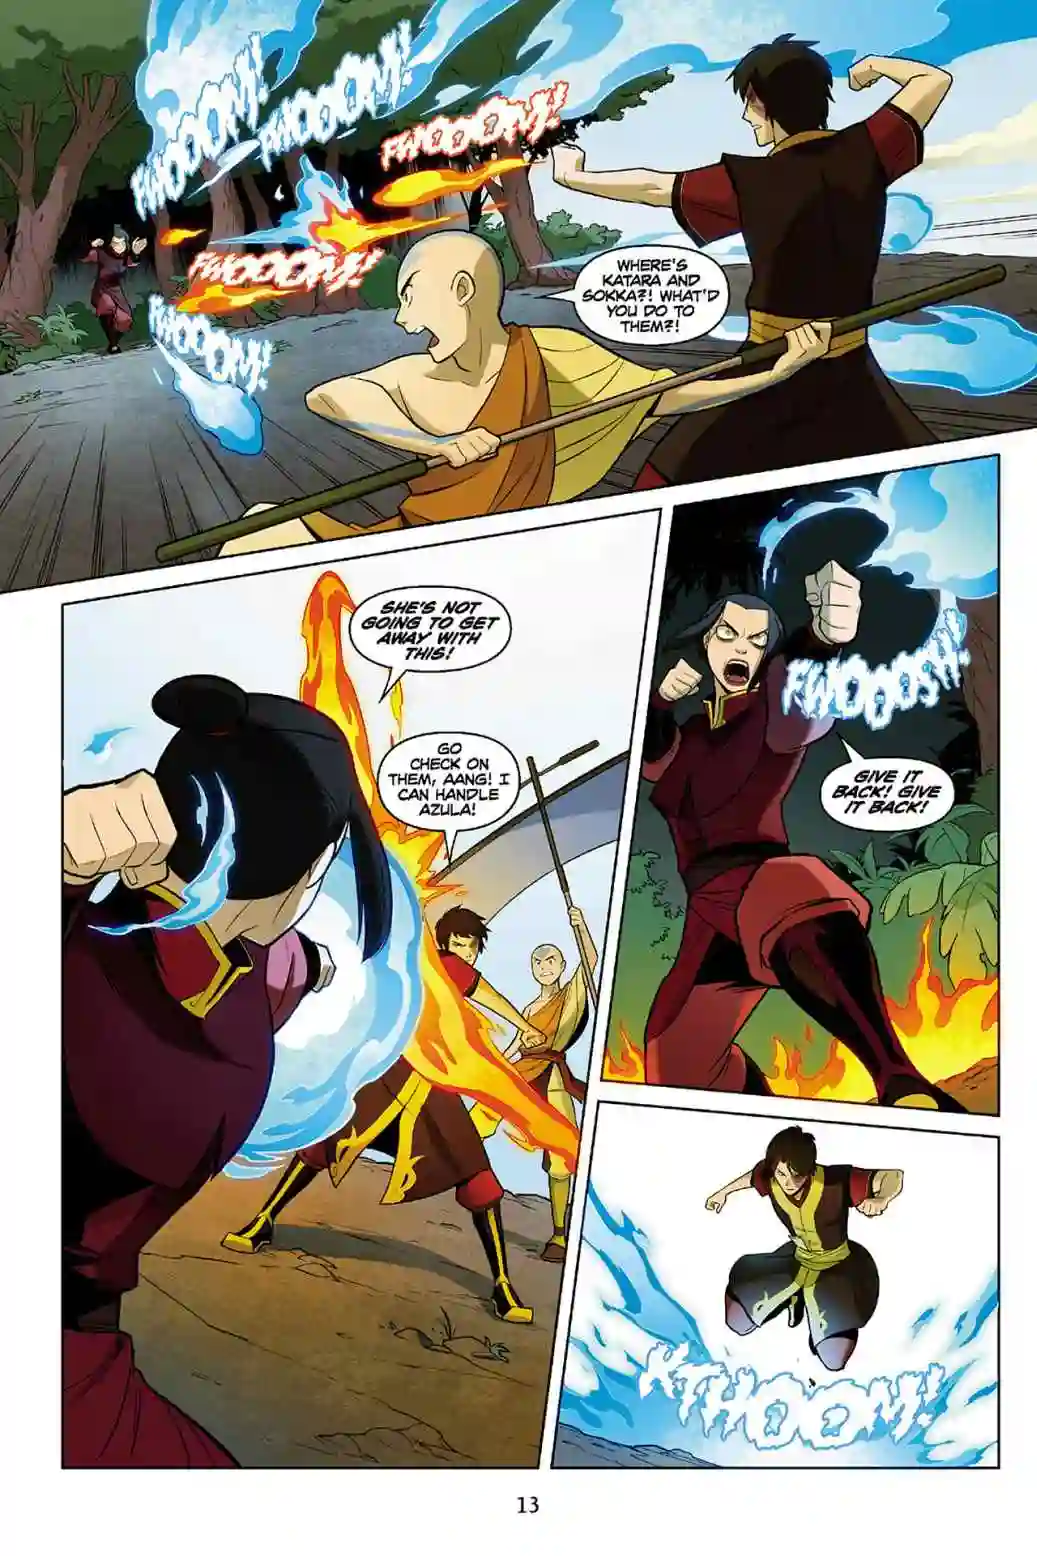 FWOOOM!
FWOOOM!
FWOOOM!
FWOOOM!
FWOOOM!
WHERE'S
KATARA AND
SOKKA?! WHAT'D
YOU DO TO
THEM?!
SHE'S NOT
GOING TO GET
AWAY WITH
THIS!
GO
CHECK ON
THEM, AANG! I
CAN HANDLE
AZULA!
FWOOOSH!
GIVE IT
BACK! GIVE
IT BACK!
KTHOOM!
13